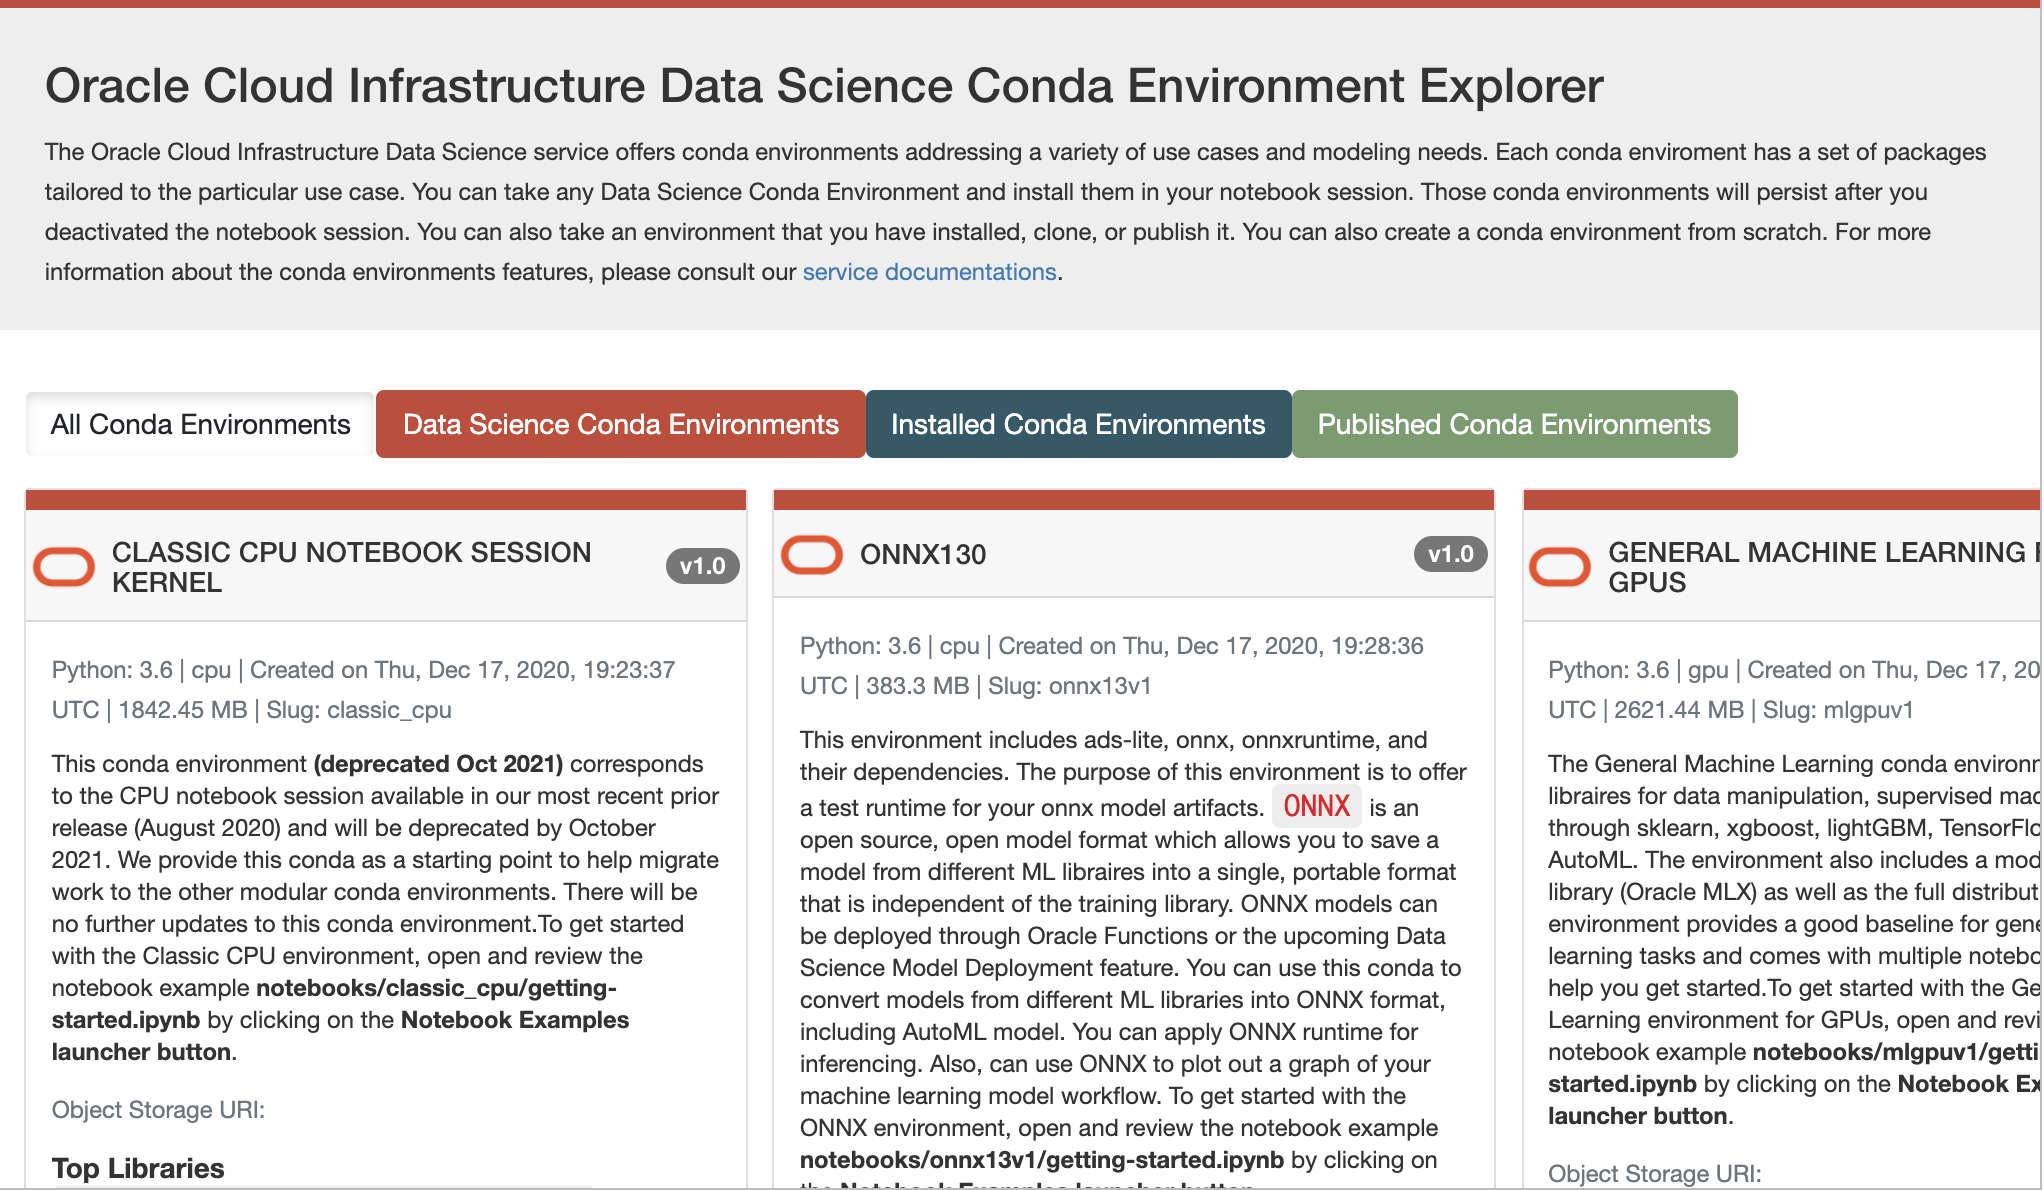 Oracle Cloud Infrastructure Data Science Conda Environment Explorer
The Oracle Cloud Infrastructure Data Science service offers conda environments addressing a variety of use cases and modeling needs. Each conda enviroment has a set of packages
tailored to the particular use case. You can take any Data Science Conda Environment and install them in your notebook session. Those conda environments will persist after you
deactivated the notebook session. You can also take an environment that you have installed, clone, or publish it. You can also create a conda environment from scratch. For more
information about the conda environments features, please consult our service documentations.
All Conda Environments
Data Science Conda Environments
Installed Conda Environments
Published Conda Environments
CLASSIC CPU NOTEBOOK SESSION
KERNEL
v1.0
Python: 3.6 | cpu | Created on Thu, Dec 17, 2020, 19:23:37
UTC | 1842.45 MB | Slug: classic_cpu
This conda environment (deprecated Oct 2021) corresponds
to the CPU notebook session available in our most recent prior
release (August 2020) and will be deprecated by October
2021. We provide this conda as a starting point to help migrate
work to the other modular conda environments. There will be
no further updates to this conda environment.To get started
with the Classic CPU environment, open and review the
notebook example notebooks/classic_cpu/getting-
started.ipynb by clicking on the Notebook Examples
launcher button.
Object Storage URI:
Top Libraries
ONNX130
v1.0
Python: 3.6 | cpu | Created on Thu, Dec 17, 2020, 19:28:36
UTC | 383.3 MB | Slug: onnx13v1
This environment includes ads-lite, onnx, onnxruntime, and
their dependencies. The purpose of this environment is to offer
a test runtime for your onnx model artifacts. ONNX is an
open source, open model format which allows you to save a
model from different ML libraires into a single, portable format
that is independent of the training library. ONNX models can
be deployed through Oracle Functions or the upcoming Data
Science Model Deployment feature. You can use this conda to
convert models from different ML libraries into ONNX format,
including AutoML model. You can apply ONNX runtime for
inferencing. Also, can use ONNX to plot out a graph of your
machine learning model workflow. To get started with the
ONNX environment, open and review the notebook example
notebooks/onnx13v1/getting-started.ipynb by clicking on
the Notebook Examples launcher button.
GENERAL MACHINE LEARNING
GPUS
Python: 3.6 | gpu | Created on Thu, Dec 17, 20
UTC | 2621.44 MB | Slug: mlgpuv1
The General Machine Learning conda
libraires for data manipulation, supervised
through sklearn, xgboost, lightGBM,
AutoML. The environment also includes a
library (Oracle MLX) as well as the full
environment provides a good baseline for
learning tasks and comes with multiple
help you get started.To get started with the
Learning environment for GPUs, open and
notebook example notebooks/mlgpuv1/getti
started.ipynb by clicking on the Notebook
launcher button.
Object Storage URI: